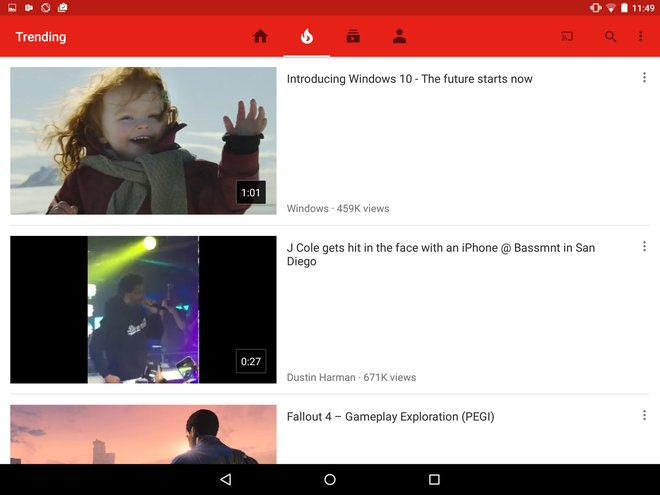 11:49
Trending
Introducing Windows 10 - The future starts now
1:01
Windows · 459K views
J Cole gets hit in the face with an iPhone @ Bassmnt in San
Diego
0:27
Dustin Harman · 671K views
Fallout 4 – Gameplay Exploration (PEGI)